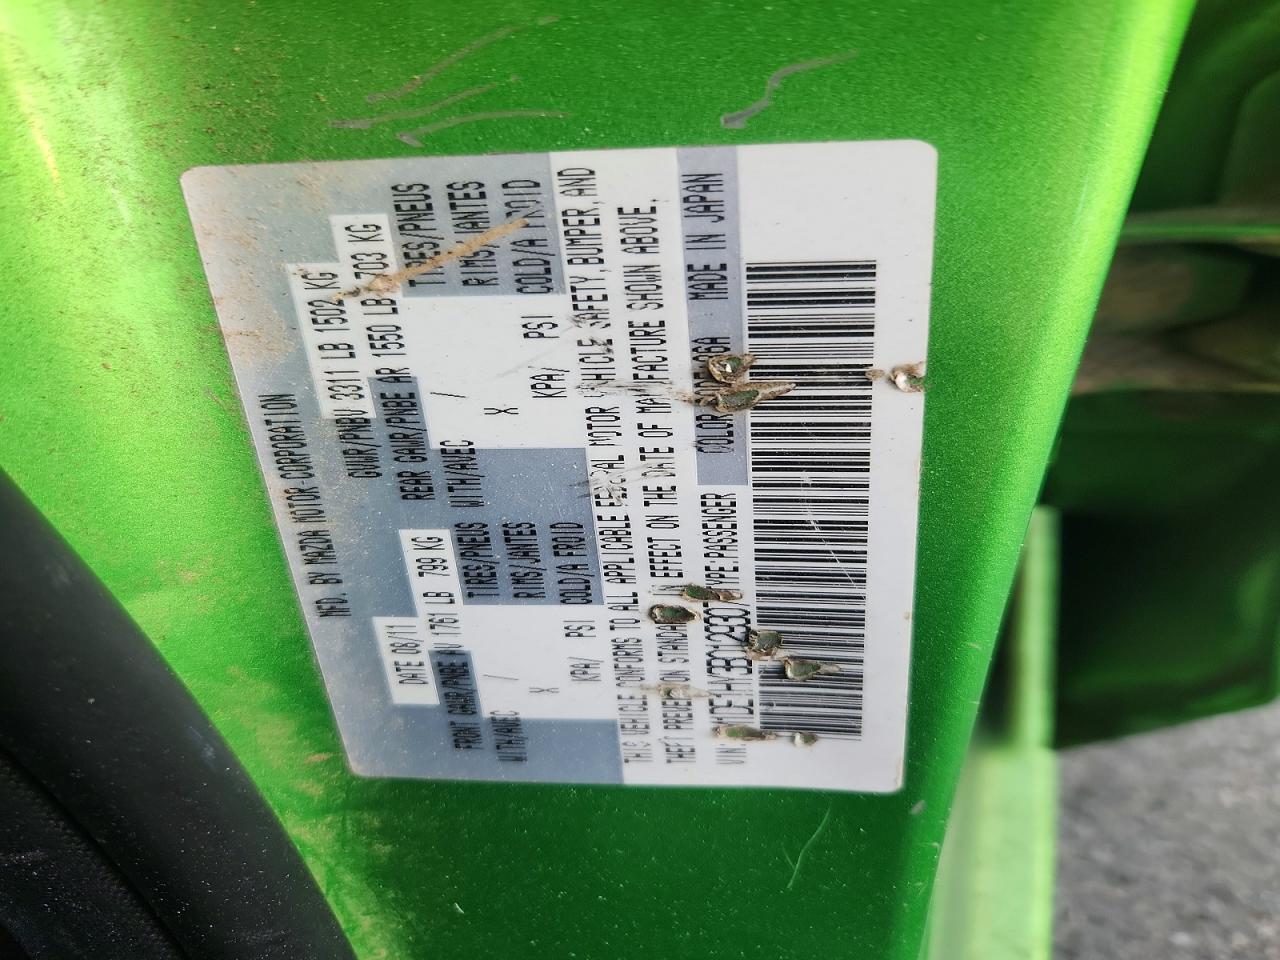 MFD. BY MAZDA MOTOR CORPORATION
DATE 08/11 GVWR/PNBV 3311 LB 1502 KG
FRONT GAWR/PNBE AV 1761 LB 799 KG REAR GAWR/PNBE AR 1550 LB 703 KG
WITH/AVEC / TIRES/PNEUS WITH/AVEC / TIRES/PNEUS
X RIMS/JANTES X RIMS/JANTES
KPA/ PSI COLD/A FROID KPA/ PSI COLD/A FROID
THIS VEHICLE CONFORMS TO ALL APPLICABLE FEDERAL MOTOR VEHICLE SAFETY, BUMPER, AND
THEFT PREVENTION STANDARDS IN EFFECT ON THE DATE OF MANUFACTURE SHOWN ABOVE.
VIN: TYPE:PASSENGER COLOR MADE IN JAPAN